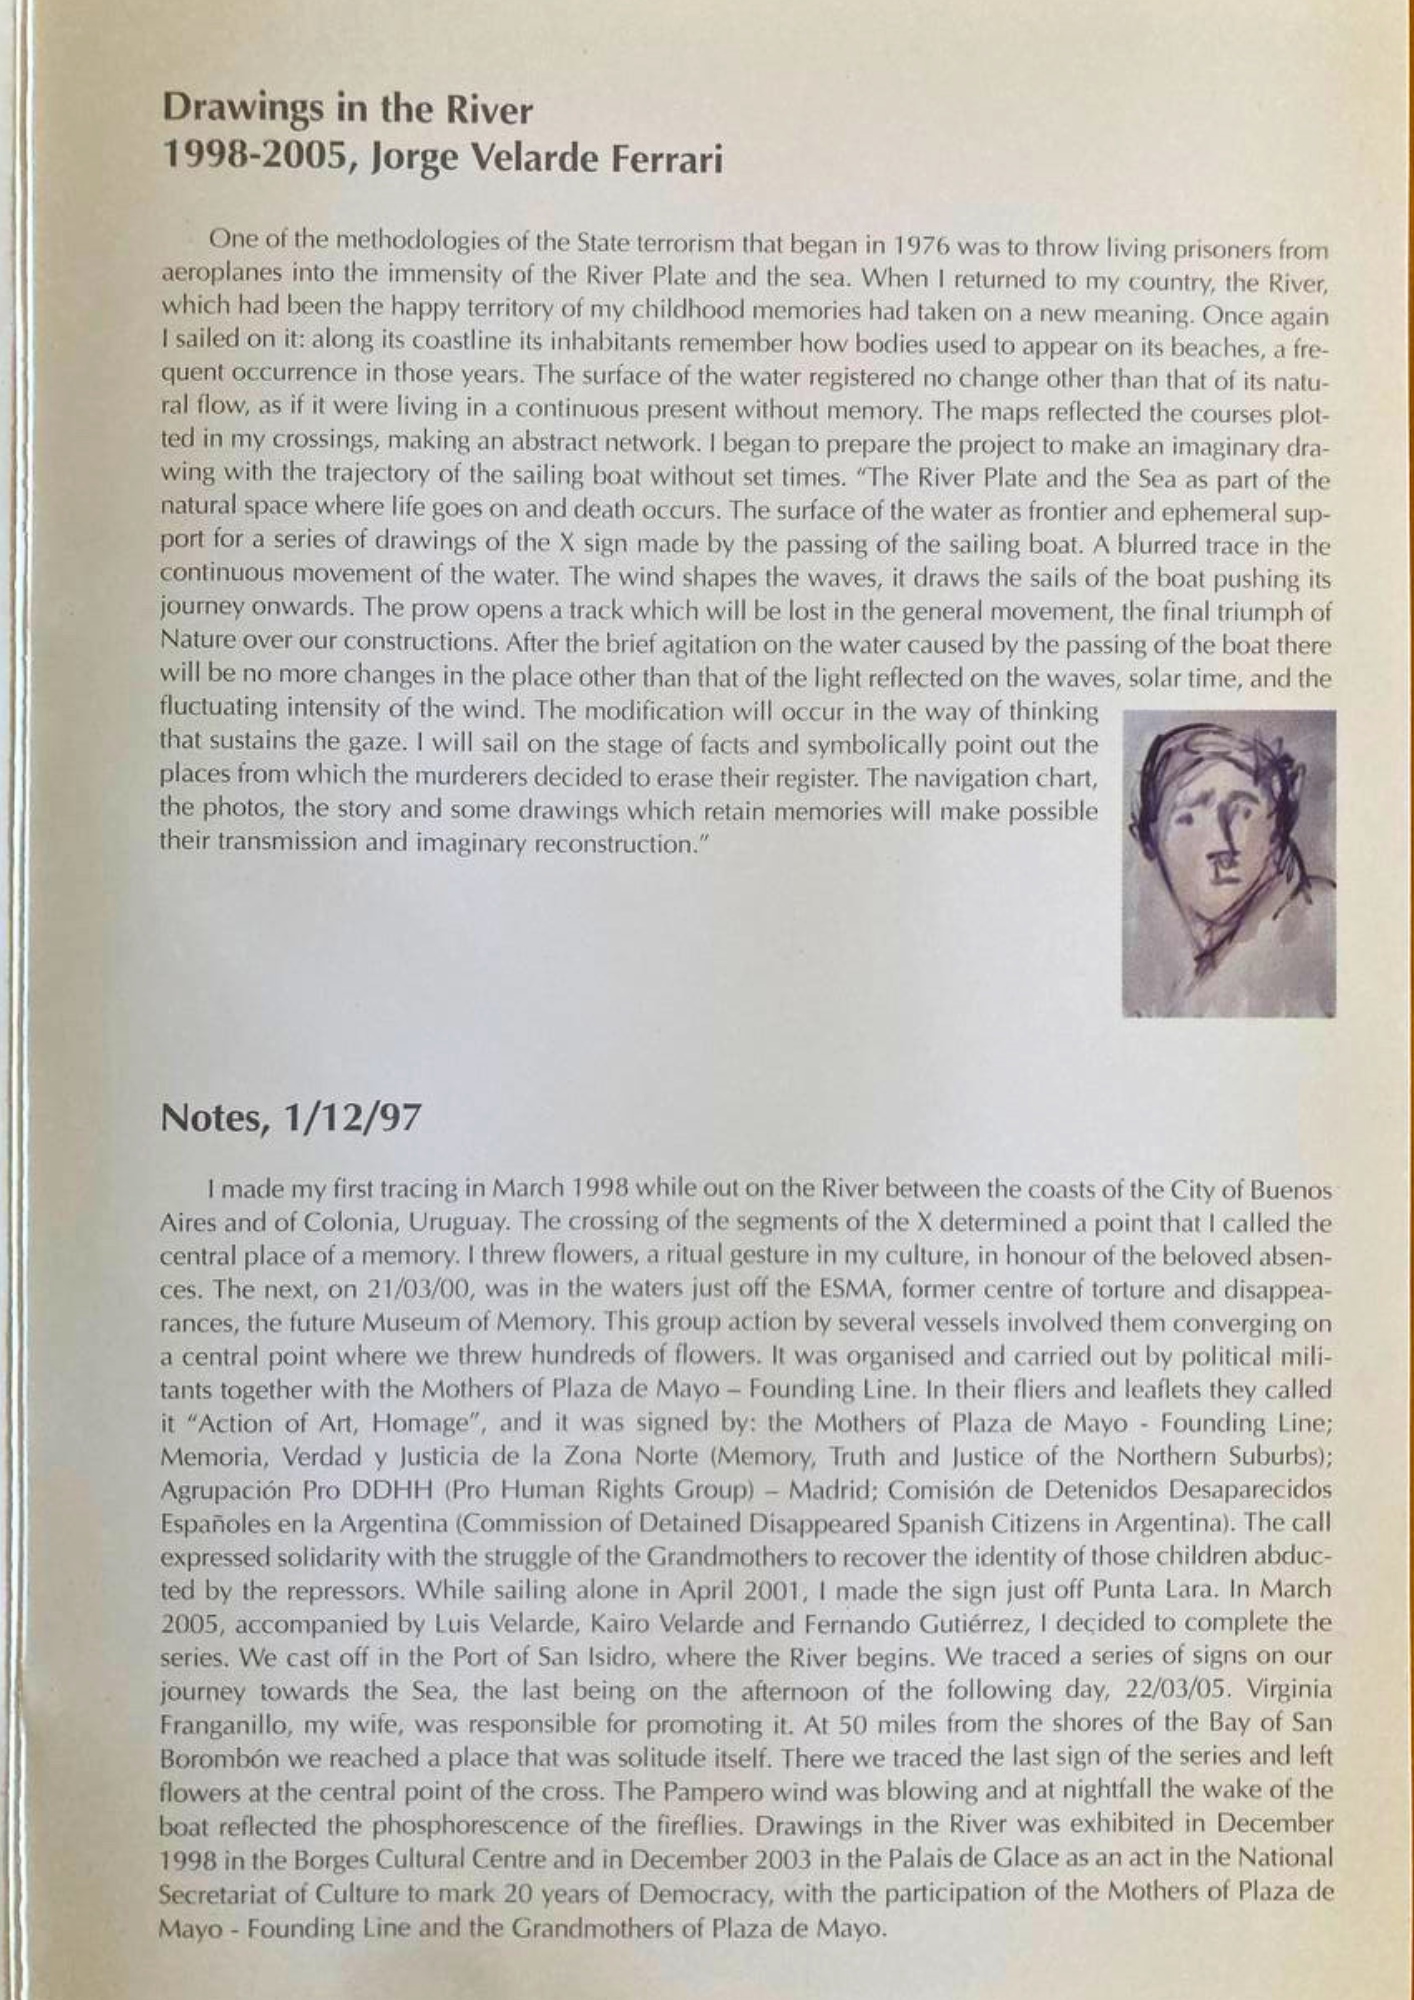 Drawings in the River
1998-2005, Jorge Velarde Ferrari
One of the methodologies of the State terrorism that began in 1976 was to throw living prisoners from
aeroplanes into the immensity of the River Plate and the sea. When I returned to my country, the River,
which had been the happy territory of my childhood memories had taken on a new meaning. Once again
I sailed on it: along its coastline its inhabitants remember how bodies used to appear on its beaches, a fre-
quent occurrence in those years. The surface of the water registered no change other than that of its natu-
ral flow, as if it were living in a continuous present without memory. The maps reflected the courses plot-
ted in my crossings, making an abstract network. I began to prepare the project to make an imaginary dra-
wing with the trajectory of the sailing boat without set times. “The River Plate and the Sea as part of the
natural space where life goes on and death occurs. The surface of the water as frontier and ephemeral sup-
port for a series of drawings of the X sign made by the passing of the sailing boat. A blurred trace in the
continuous movement of the water. The wind shapes the waves, it draws the sails of the boat pushing its
journey onwards. The prow opens a track which will be lost in the general movement, the final triumph of
Nature over our constructions. After the brief agitation on the water caused by the passing of the boat there
will be no more changes in the place other than that of the light reflected on the waves, solar time, and the
fluctuating intensity of the wind. The modification will occur in the way of thinking
that sustains the gaze. I will sail on the stage of facts and symbolically point out the
places from which the murderers decided to erase their register. The navigation chart,
the photos, the story and some drawings which retain memories will make possible
their transmission and imaginary reconstruction.”
Notes, 1/12/97
I made my first tracing in March 1998 while out on the River between the coasts of the City of Buenos
Aires and of Colonia, Uruguay. The crossing of the segments of the X determined a point that I called the
central place of a memory. I threw flowers, a ritual gesture in my culture, in honour of the beloved absen-
ces. The next, on 21/03/00, was in the waters just off the ESMA, former centre of torture and disappea-
rances, the future Museum of Memory. This group action by several vessels involved them converging on
a central point where we threw hundreds of flowers. It was organised and carried out by political mili-
tants together with the Mothers of Plaza de Mayo – Founding Line. In their fliers and leaflets they called
it “Action of Art, Homage”, and it was signed by: the Mothers of Plaza de Mayo - Founding Line;
Memoria, Verdad y Justicia de la Zona Norte (Memory, Truth and Justice of the Northern Suburbs);
Agrupación Pro DDHH (Pro Human Rights Group) – Madrid; Comisión de Detenidos Desaparecidos
Españoles en la Argentina (Commission of Detained Disappeared Spanish Citizens in Argentina). The call
expressed solidarity with the struggle of the Grandmothers to recover the identity of those children abduc-
ted by the repressors. While sailing alone in April 2001, I made the sign just off Punta Lara. In March
2005, accompanied by Luis Velarde, Kairo Velarde and Fernando Gutiérrez, I decided to complete the
series. We cast off in the Port of San Isidro, where the River begins. We traced a series of signs on our
journey towards the Sea, the last being on the afternoon of the following day, 22/03/05. Virginia
Franganillo, my wife, was responsible for promoting it. At 50 miles from the shores of the Bay of San
Borombón we reached a place that was solitude itself. There we traced the last sign of the series and left
flowers at the central point of the cross. The Pampero wind was blowing and at nightfall the wake of the
boat reflected the phosphorescence of the fireflies. Drawings in the River was exhibited in December
1998 in the Borges Cultural Centre and in December 2003 in the Palais de Glace as an act in the National
Secretariat of Culture to mark 20 years of Democracy, with the participation of the Mothers of Plaza de
Mayo - Founding Line and the Grandmothers of Plaza de Mayo.